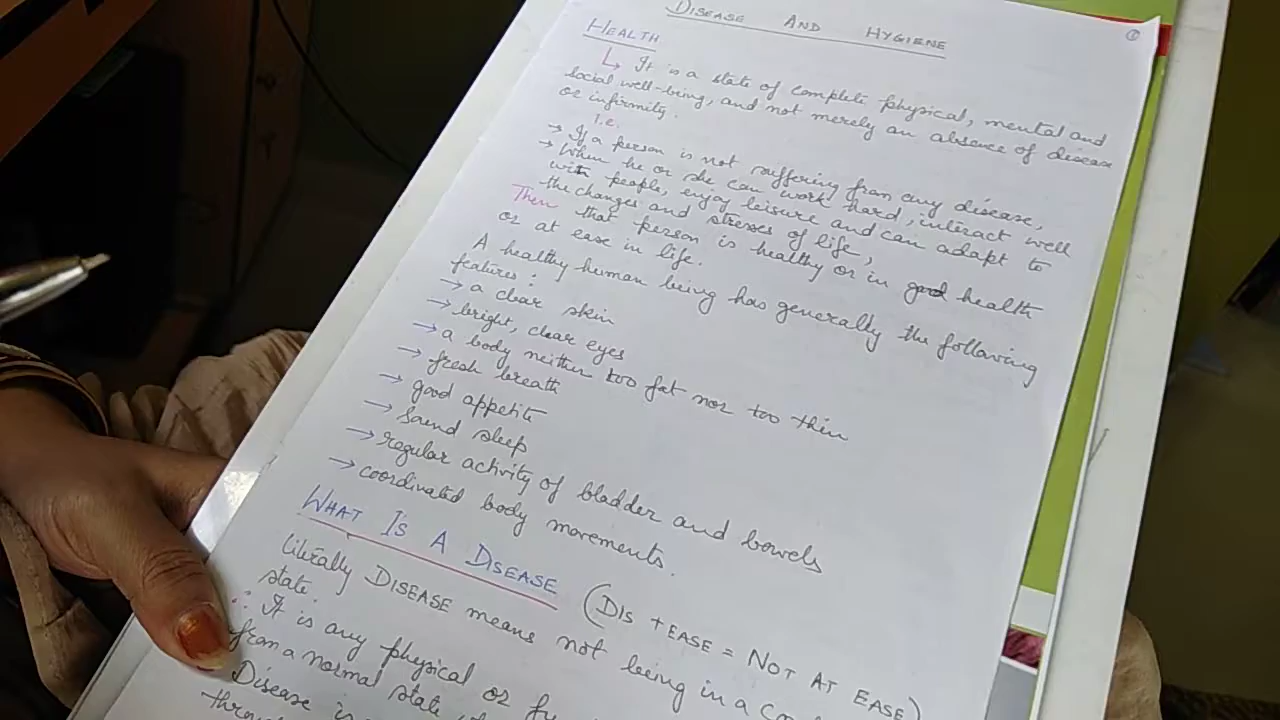 DISEASE AND HYGIENE
①
HEALTH
↳ It is a state of complete physical, mental and
social well-being, and not merely an absence of disease
or infirmity.
i.e.
→ If a person is not suffering from any disease,
→ When he or she can work hard, interact well
with people, enjoy leisure and can adapt to
the changes and stresses of life,
Then that person is healthy or in good health
or at ease in life.
A healthy human being has generally the following
features:
→ a clear skin
→ bright, clear eyes
→ a body neither too fat nor too thin
→ fresh breath
→ good appetite
→ Sound sleep
→ regular activity of bladder and bowels
→ coordinated body movements.
WHAT IS A DISEASE (DIS + EASE = NOT AT EASE)
Literally DISEASE means not being in a
state.
∴ It is any physical or
from a normal state
Disease is